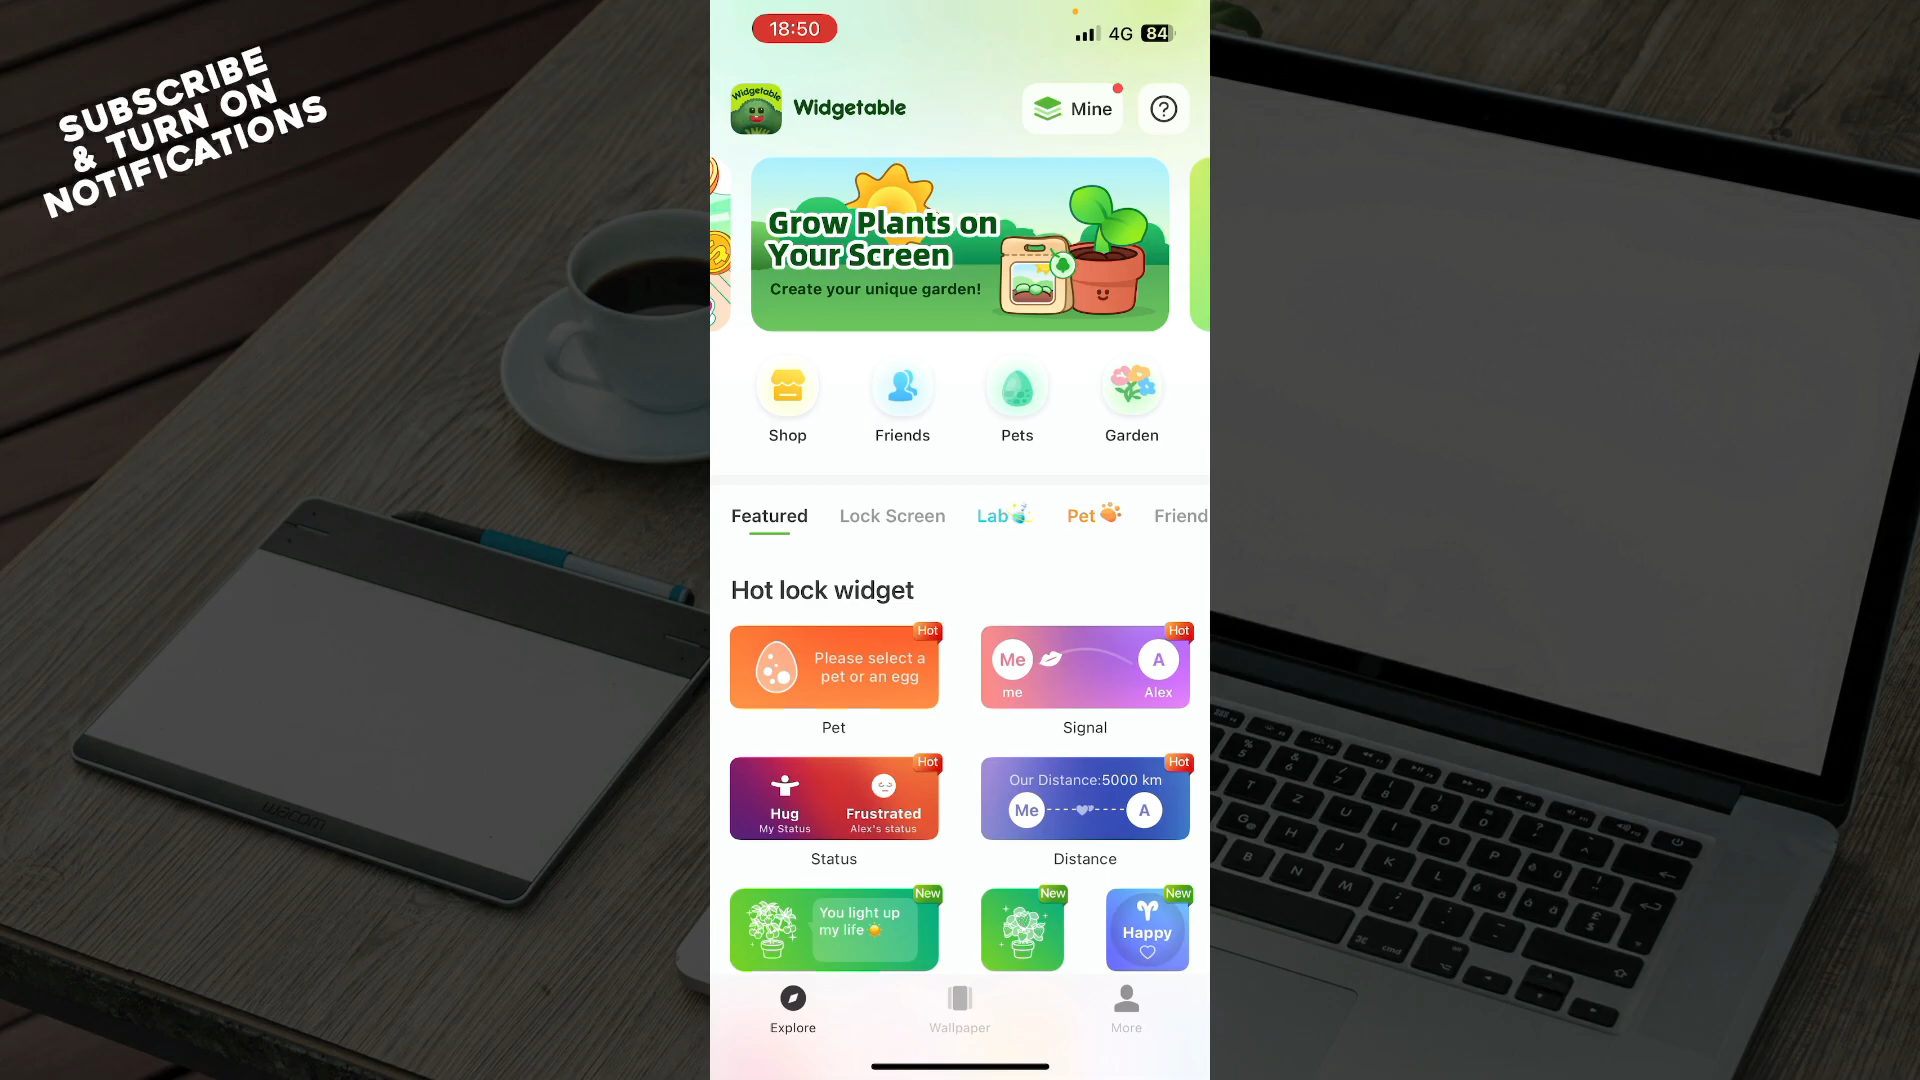 SUBSCRIBE
& TURN ON
NOTIFICATIONS
18:50
4G 84
Widgetable
Widgetable
Mine
?
Grow Plants on
Your Screen
Create your unique garden!
Shop
Friends
Pets
Garden
Featured
Lock Screen
Lab
Pet
Friend
Hot lock widget
Hot
Please select a
pet or an egg
Pet
Hot
Me
A
me
Alex
Signal
Hot
Hug
My Status
Frustrated
Alex's status
Status
Hot
Our Distance:5000 km
Me
A
Distance
New
You light up
my life
New
New
Happy
Explore
Wallpaper
More
wacom